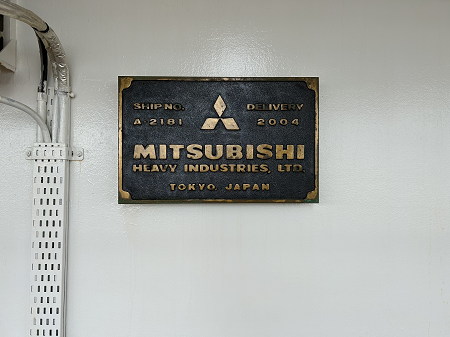 SHIP NO. DELIVERY
A-2181 2004
MITSUBISHI
HEAVY INDUSTRIES, LTD.
TOKYO JAPAN